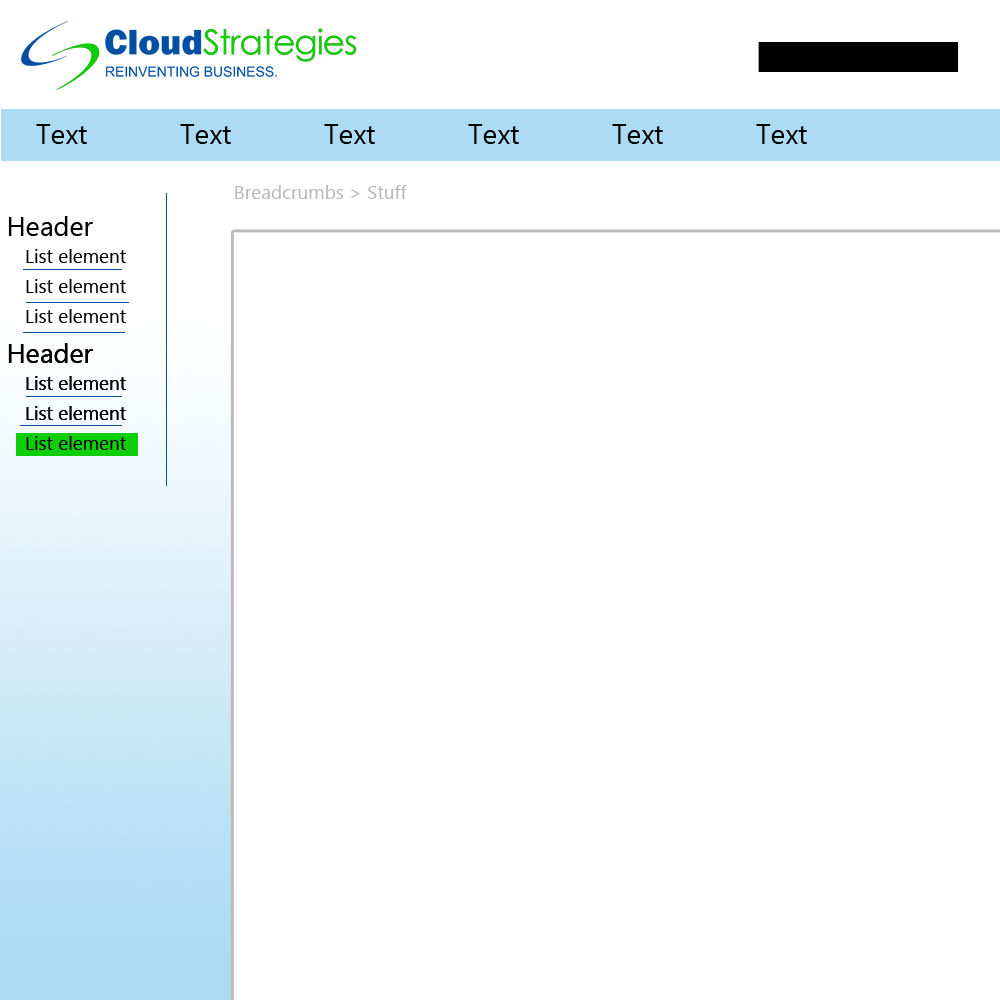 CloudStrategies
REINVENTING BUSINESS.
Text Text Text Text Text Text
Breadcrumbs > Stuff
Header
List element
List element
List element
Header
List element
List element
List element